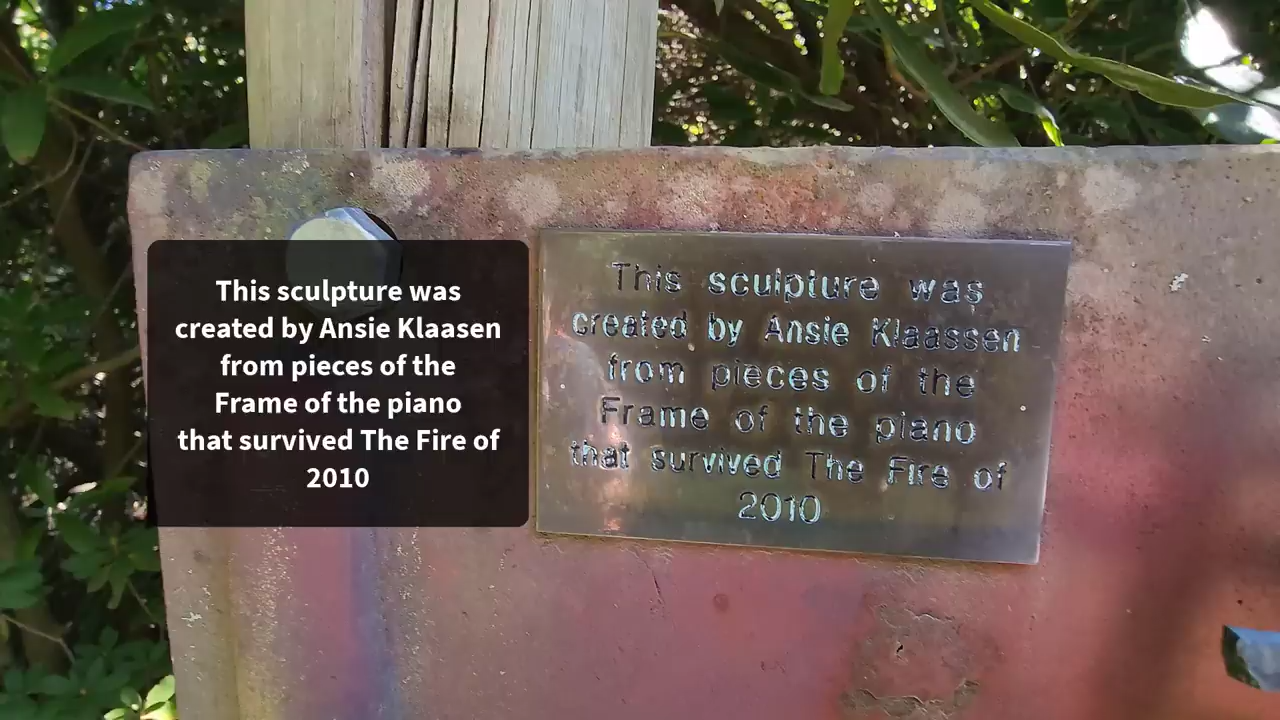 This sculpture was
created by Ansie Klaasen
from pieces of the
Frame of the piano
that survived The Fire of
2010
This sculpture was
created by Ansie Klaassen
from pieces of the
Frame of the piano
that survived The Fire of
2010